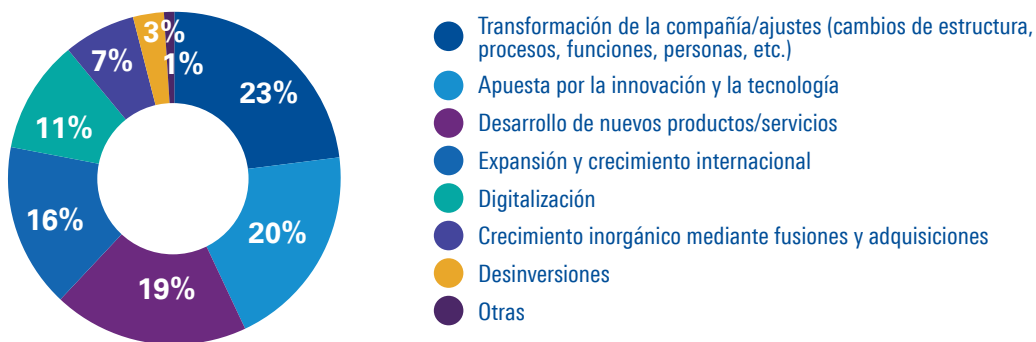 3%
1%
7%
23%
11%
16%
20%
19%
Transformación de la compañía/ajustes (cambios de estructura,
procesos, funciones, personas, etc.)
Apuesta por la innovación y la tecnología
Desarrollo de nuevos productos/servicios
Expansión y crecimiento internacional
Digitalización
Crecimiento inorgánico mediante fusiones y adquisiciones
Desinversiones
Otras